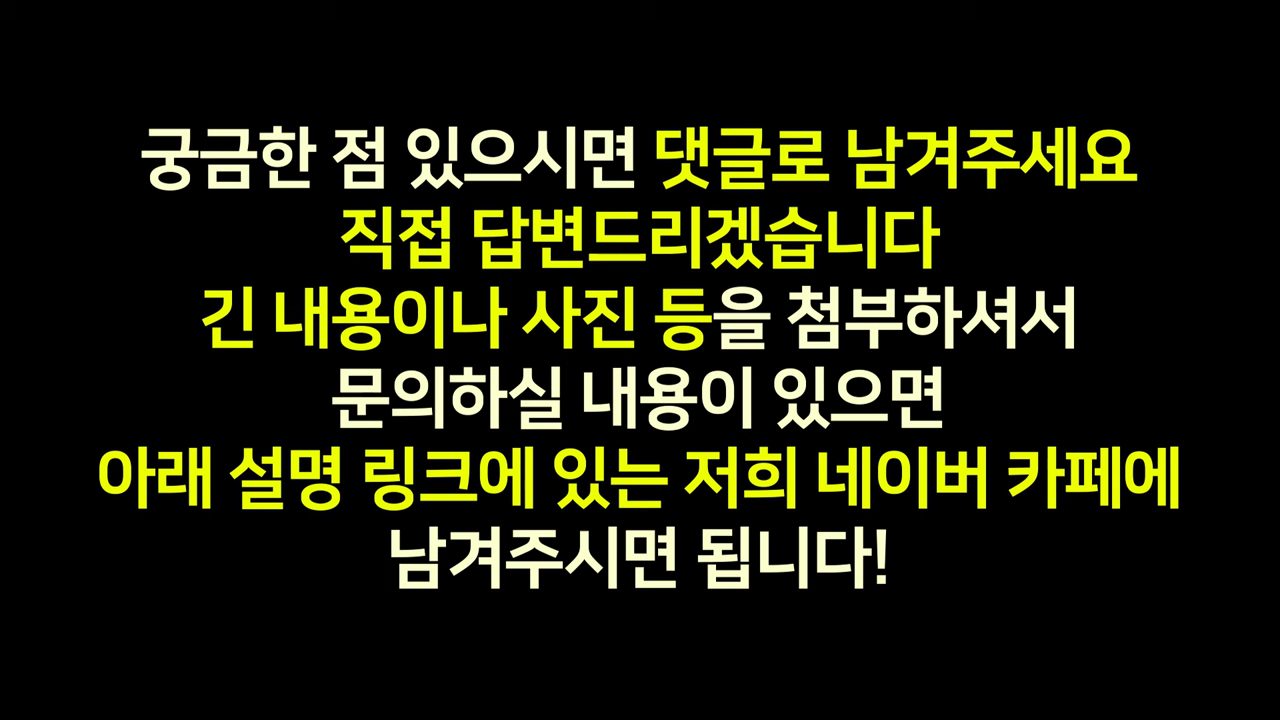 궁금한 점 있으시면 댓글로 남겨주세요
직접 답변드리겠습니다
긴 내용이나 사진 등을 첨부하셔서
문의하실 내용이 있으면
아래 설명 링크에 있는 저희 네이버 카페에
남겨주시면 됩니다!